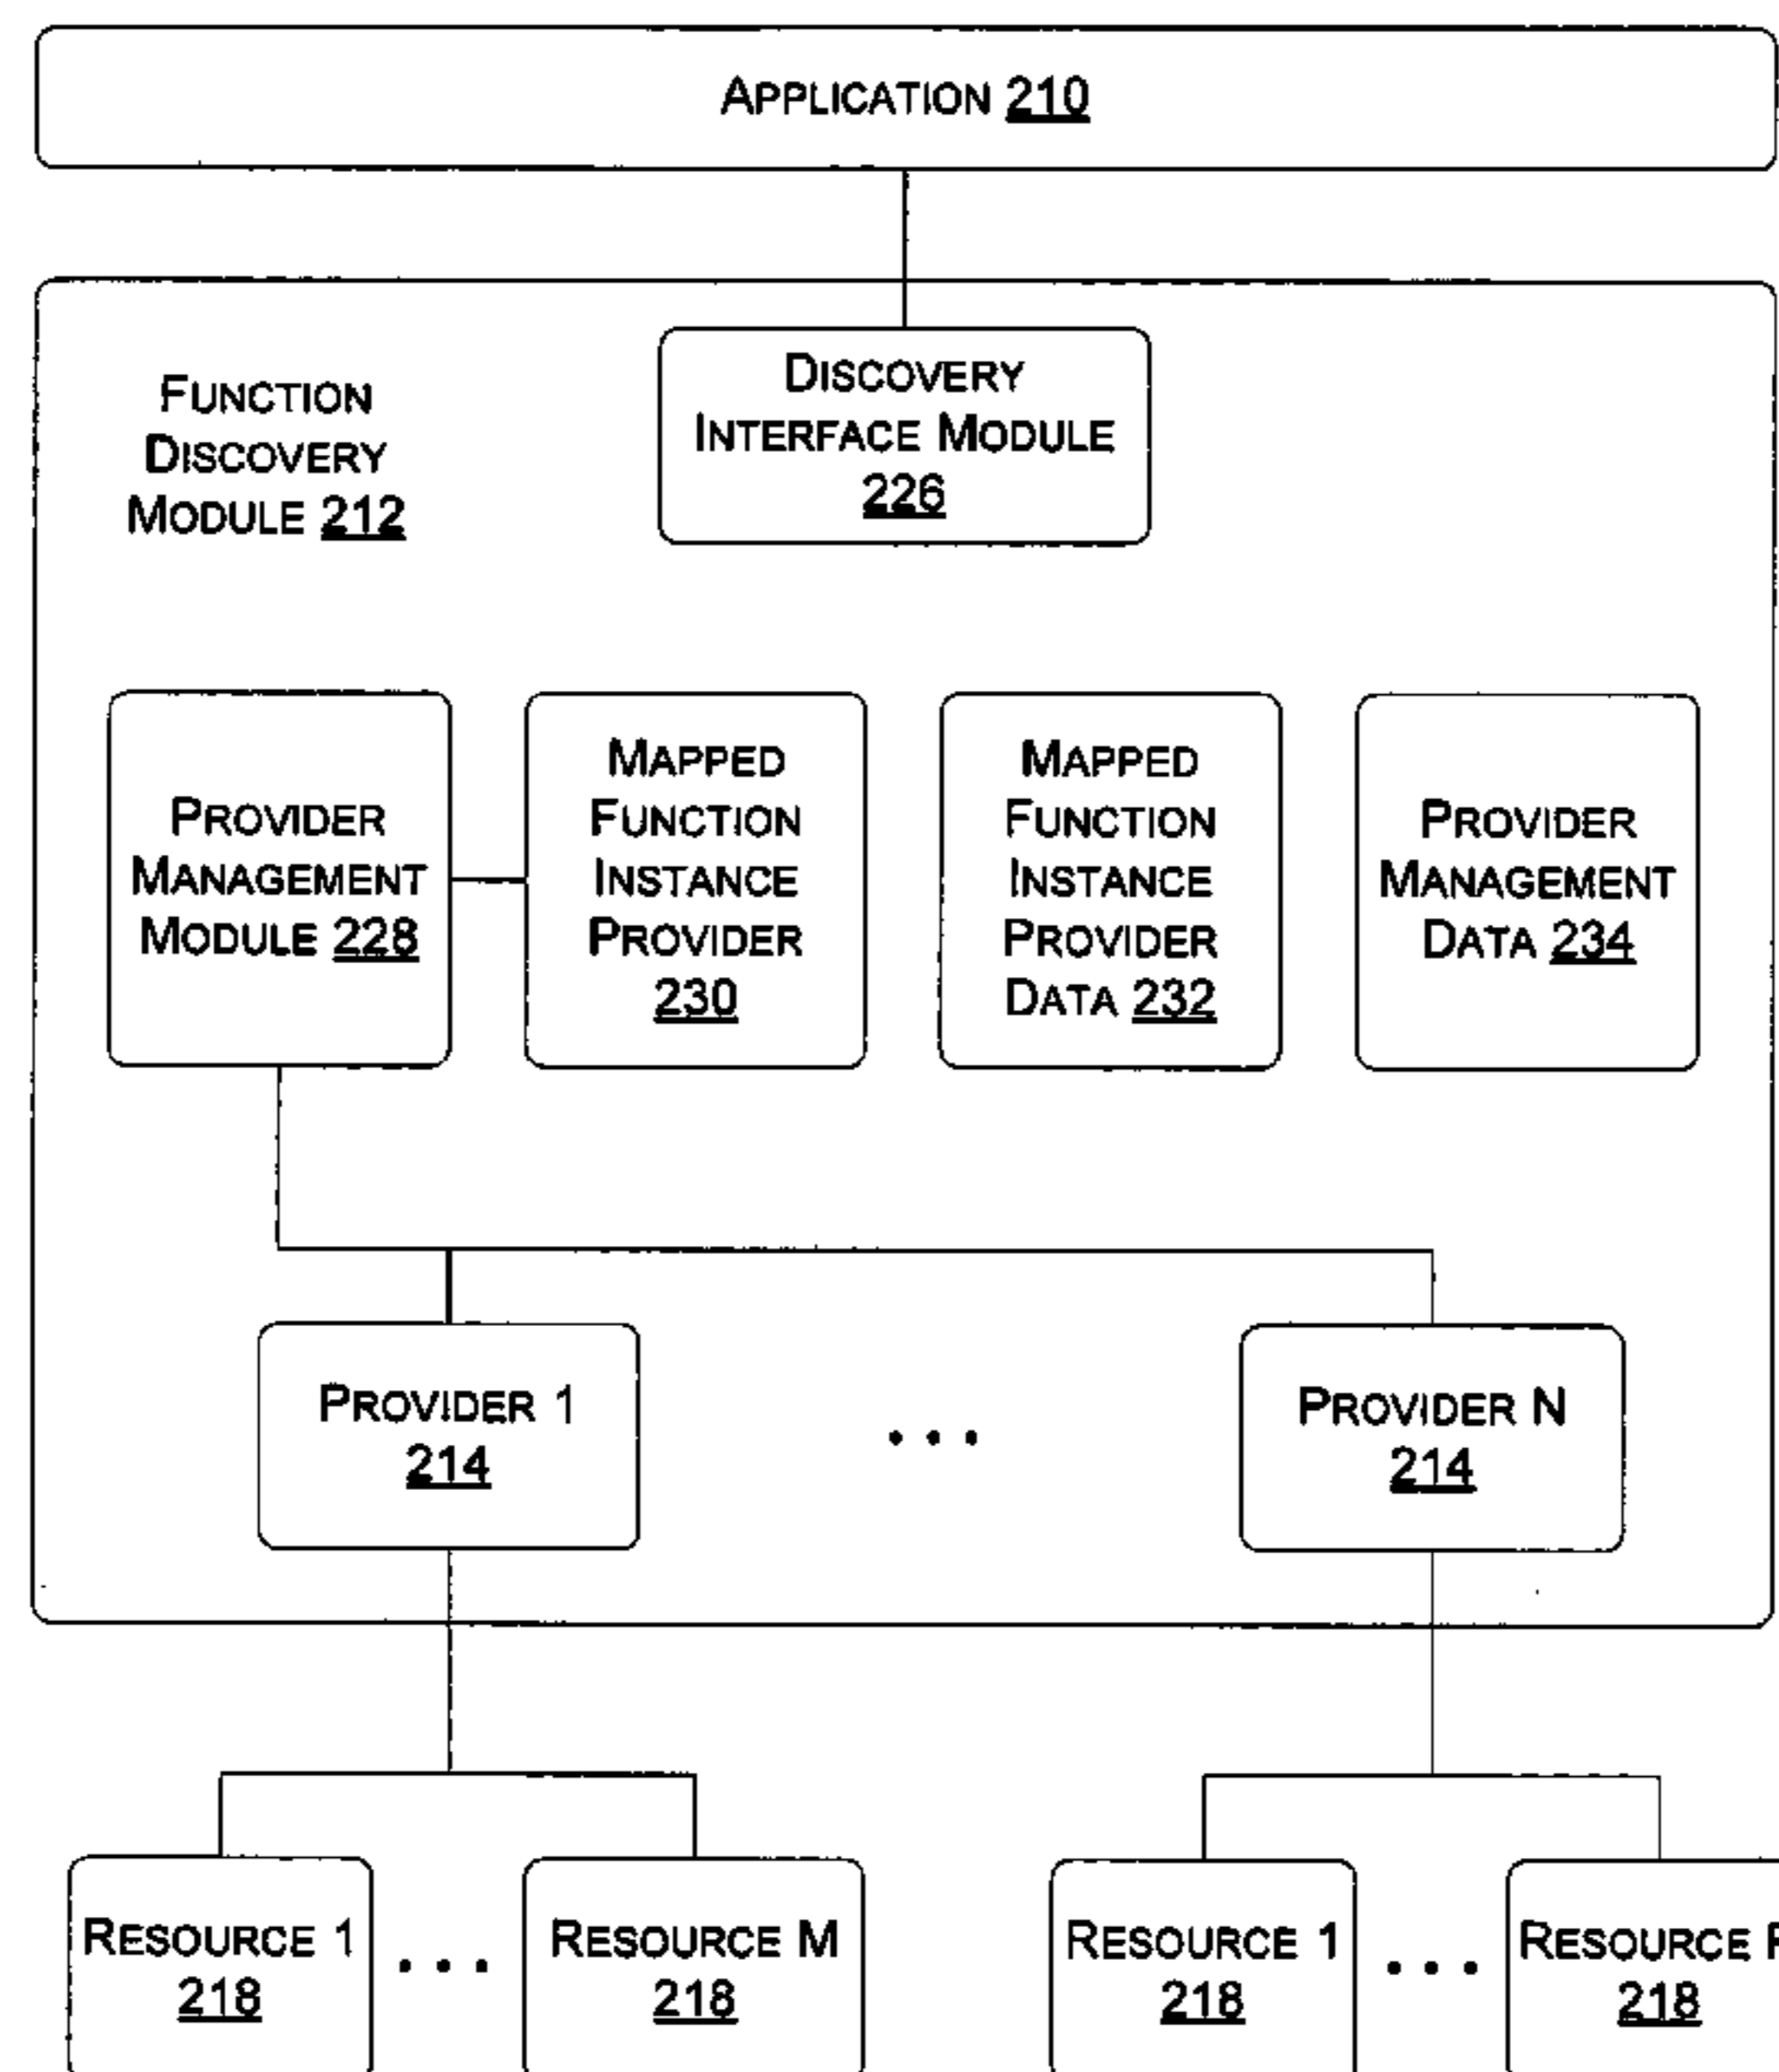 APPLICATION 210
FUNCTION
DISCOVERY
MODULE 212
DISCOVERY
INTERFACE MODULE
226
PROVIDER
MANAGEMENT
MODULE 228
MAPPED
FUNCTION
INSTANCE
PROVIDER
230
MAPPED
FUNCTION
INSTANCE
PROVIDER
DATA 232
PROVIDER
MANAGEMENT
DATA 234
PROVIDER 1
214
• • •
PROVIDER N
214
RESOURCE 1
218
• • •
RESOURCE M
218
RESOURCE 1
218
• • •
RESOURCE
218